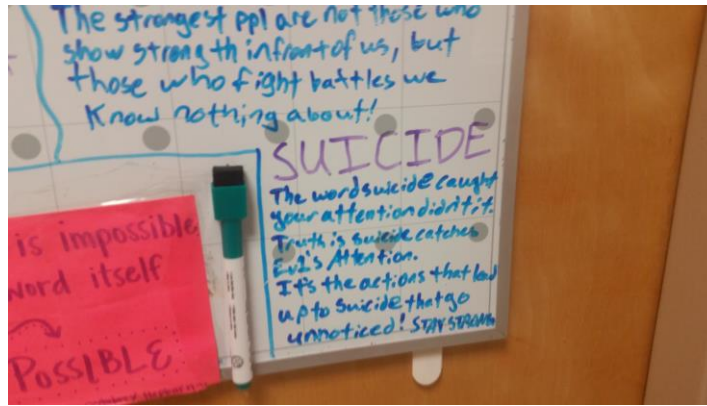 The strongest ppl are not those who
show strength infront of us, but
those who fight battles we
know nothing about!
SUICIDE
The word suicide caught
your attention didn't it.
Truth is suicide catches
Ev1's Attention.
It's the actions that lead
up to suicide that go
unnoticed! STAY STRONG
is impossible
word itself
POSSIBLE